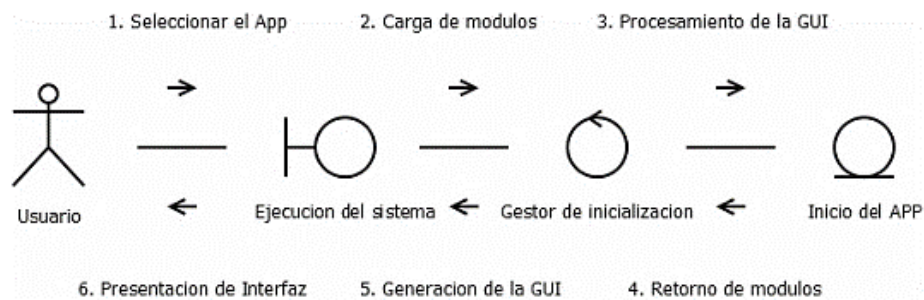 1. Seleccionar el App 2. Carga de modulos 3. Procesamiento de la GUI
Usuario Ejecucion del sistema Gestor de inicializacion Inicio del APP
6. Presentacion de Interfaz 5. Generacion de la GUI 4. Retorno de modulos